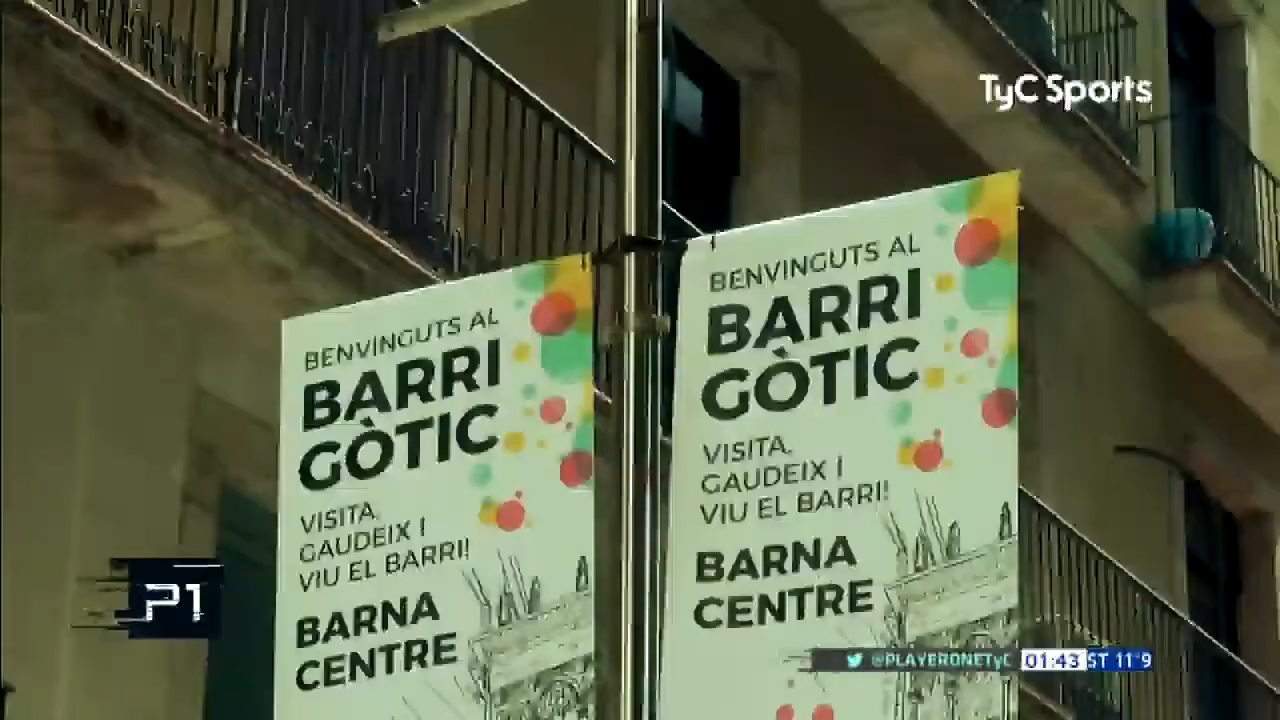 TyC Sports
BENVINGUTS AL
BARRI
GÒTIC
VISITA,
GAUDEIX I
VIU EL BARRI!
BARNA
CENTRE
BENVINGUTS AL
BARRI
GÒTIC
VISITA,
GAUDEIX I
VIU EL BARRI!
BARNA
CENTRE
P1
@PLAYERONETyC 01:43 ST 11°9